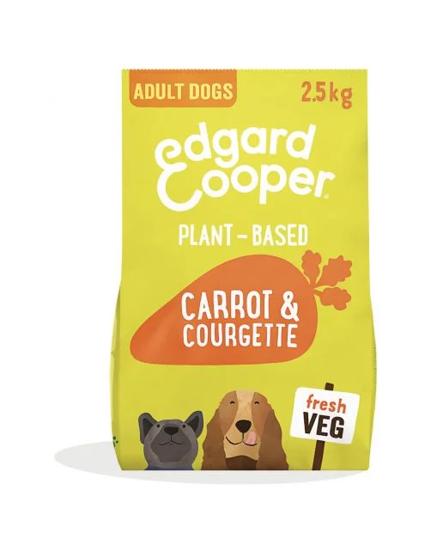 ADULT DOGS
2.5kg
edgard
Cooper
PLANT-BASED
CARROT &
COURGETTE
fresh
VEG